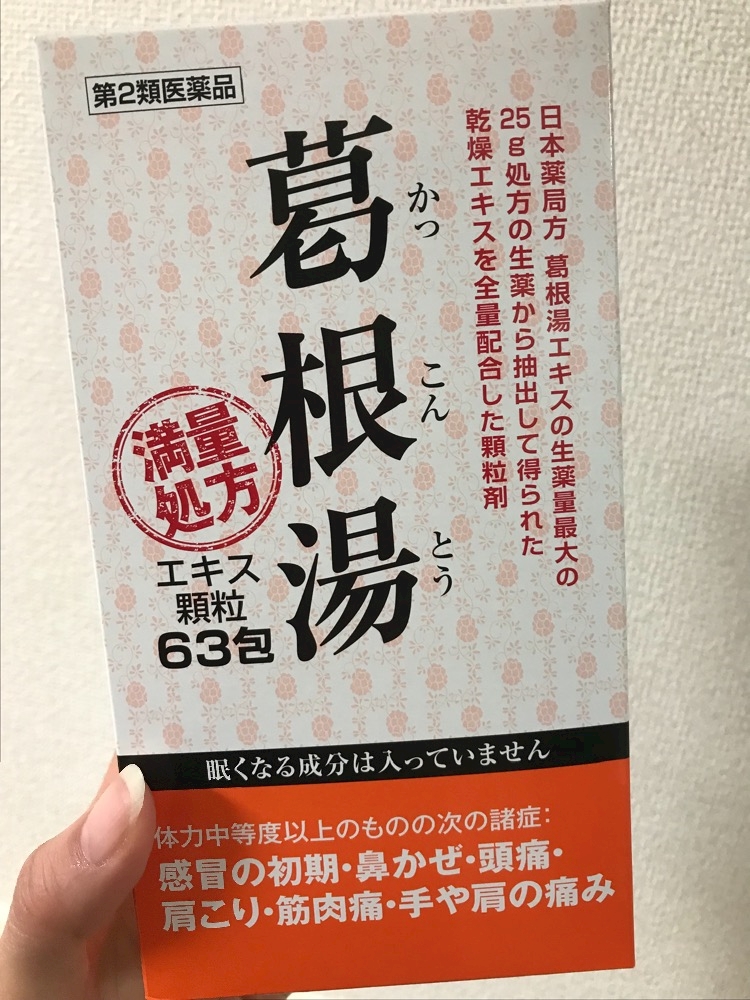 第2類医薬品
日本薬局方 葛根湯エキスの生薬量最大の
25g処方の生薬から抽出して得られた
乾燥エキスを全量配合した顆粒剤
葛根湯
かっこんとう
満量
処方
エキス
顆粒
63包
眠くなる成分は入っていません
体力中等度以上のものの次の諸症:
感冒の初期・鼻かぜ・頭痛・
肩こり・筋肉痛・手や肩の痛み